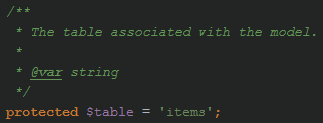 /**
 * The table associated with the model.
 *
 * @var string
 */
protected $table = 'items';